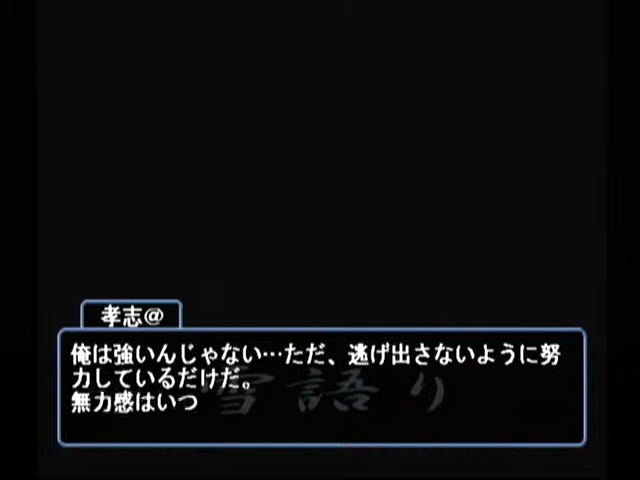 孝志@
俺は強いんじゃない…ただ、逃げ出さないように努
力しているだけだ。
無力感はいつ
雪語り